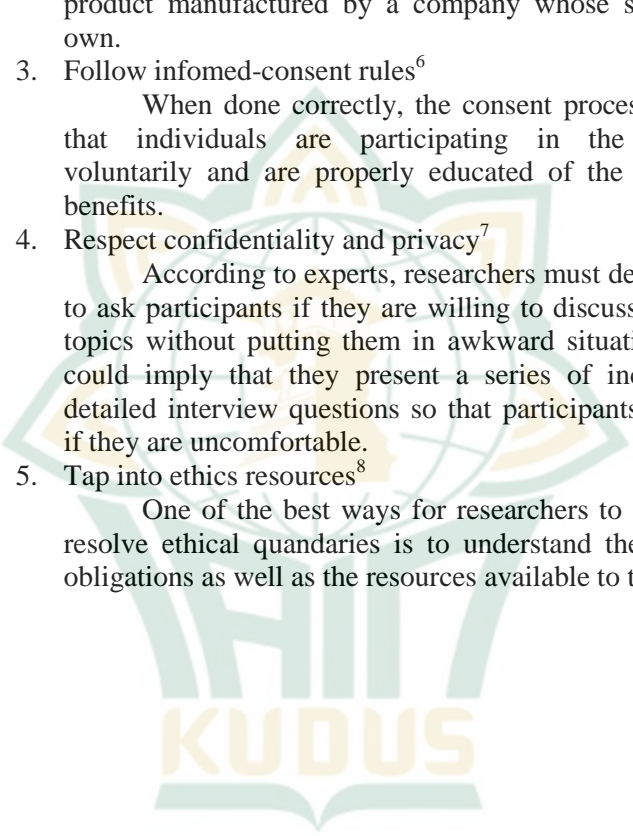 product manufactured by a company whose s
own.
3. Follow infomed-consent rules⁶
When done correctly, the consent proces
that individuals are participating in the
voluntarily and are properly educated of the
benefits.
4. Respect confidentiality and privacy⁷
According to experts, researchers must de
to ask participants if they are willing to discuss
topics without putting them in awkward situati
could imply that they present a series of inc
detailed interview questions so that participants
if they are uncomfortable.
5. Tap into ethics resources⁸
One of the best ways for researchers to
resolve ethical quandaries is to understand the
obligations as well as the resources available to t
KUDUS